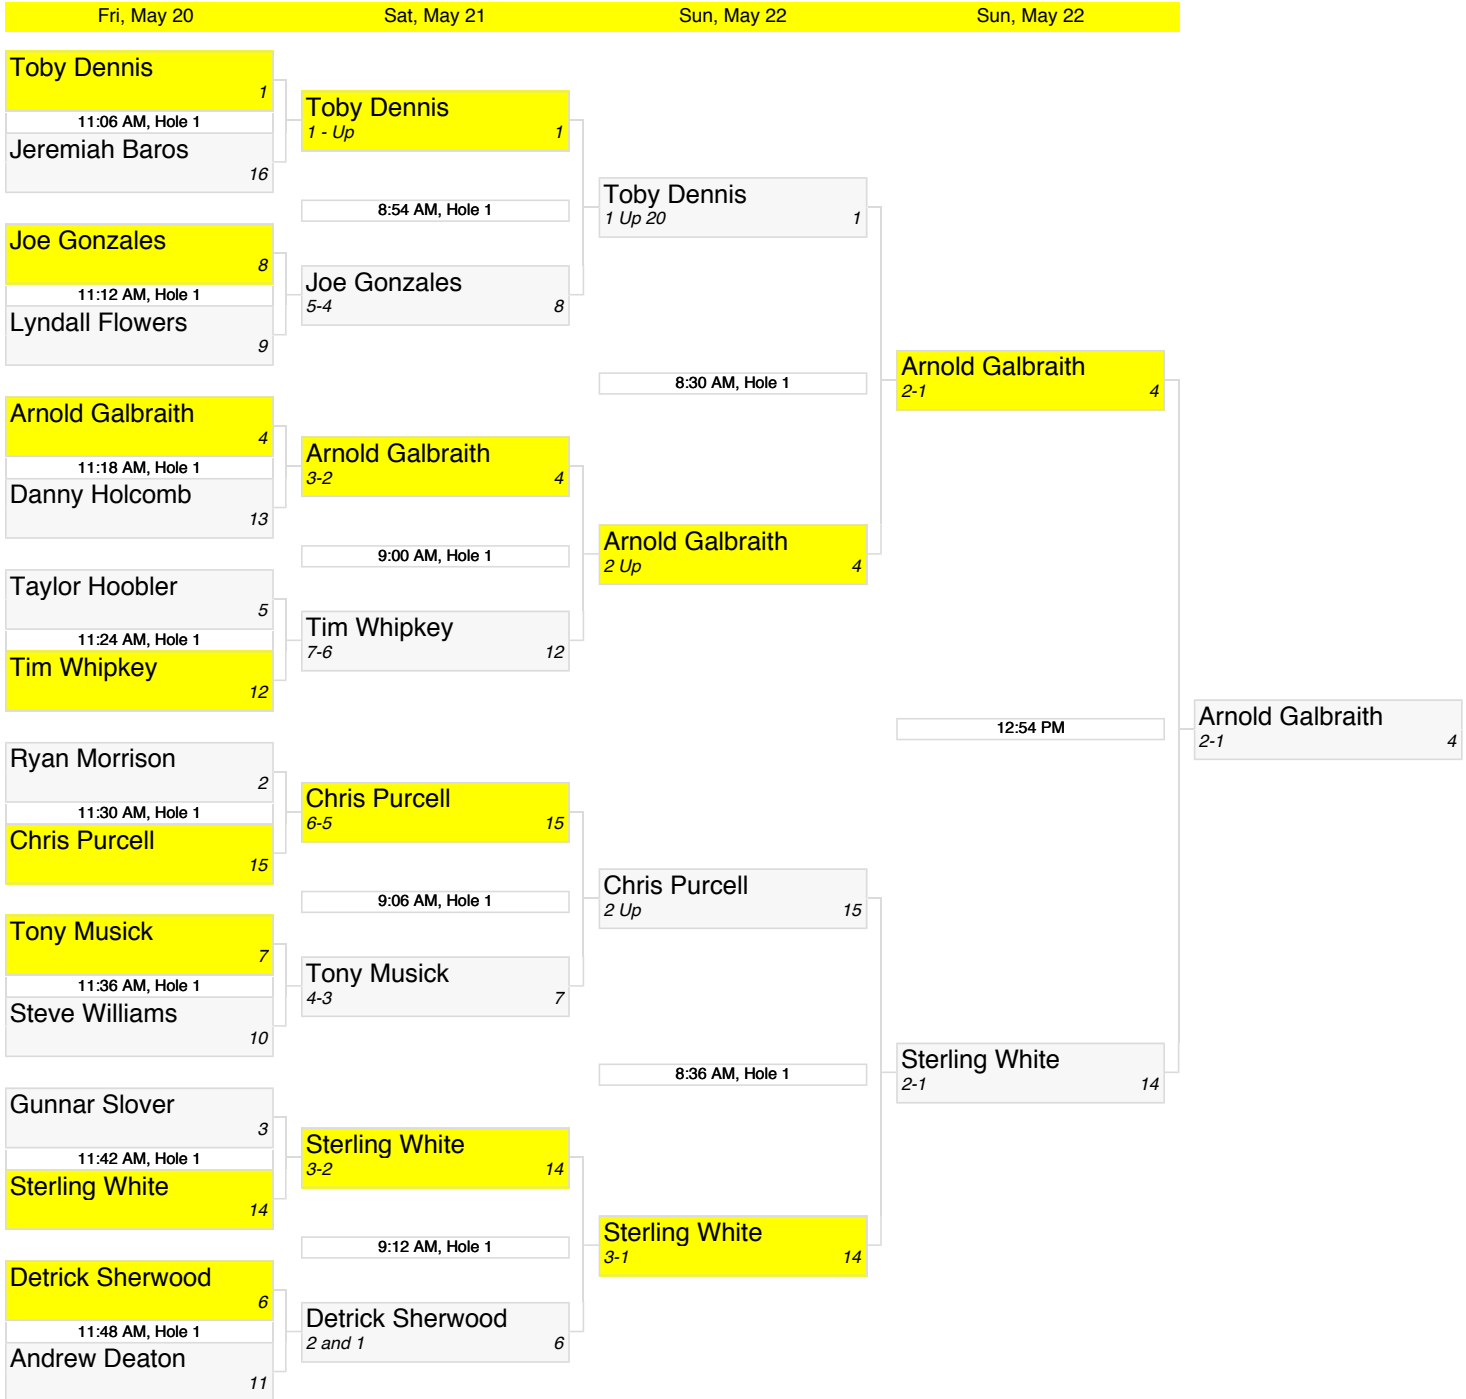 Fri, May 20
Sat, May 21
Sun, May 22
Sun, May 22
Toby Dennis
1
11:06 AM, Hole 1
Jeremiah Baros
16
Joe Gonzales
8
11:12 AM, Hole 1
Lyndall Flowers
9
Arnold Galbraith
4
11:18 AM, Hole 1
Danny Holcomb
13
Taylor Hoobler
5
11:24 AM, Hole 1
Tim Whipkey
12
Ryan Morrison
2
11:30 AM, Hole 1
Chris Purcell
15
Tony Musick
7
11:36 AM, Hole 1
Steve Williams
10
Gunnar Slover
3
11:42 AM, Hole 1
Sterling White
14
Detrick Sherwood
6
11:48 AM, Hole 1
Andrew Deaton
11
Toby Dennis
1 - Up 1
8:54 AM, Hole 1
Joe Gonzales
5-4 8
Arnold Galbraith
3-2 4
9:00 AM, Hole 1
Tim Whipkey
7-6 12
Chris Purcell
6-5 15
9:06 AM, Hole 1
Tony Musick
4-3 7
Sterling White
3-2 14
9:12 AM, Hole 1
Detrick Sherwood
2 and 1 6
Toby Dennis
1 Up 20 1
8:30 AM, Hole 1
Arnold Galbraith
2 Up 4
Chris Purcell
2 Up 15
8:36 AM, Hole 1
Sterling White
3-1 14
Arnold Galbraith
2-1 4
12:54 PM
Sterling White
2-1 14
Arnold Galbraith
2-1 4